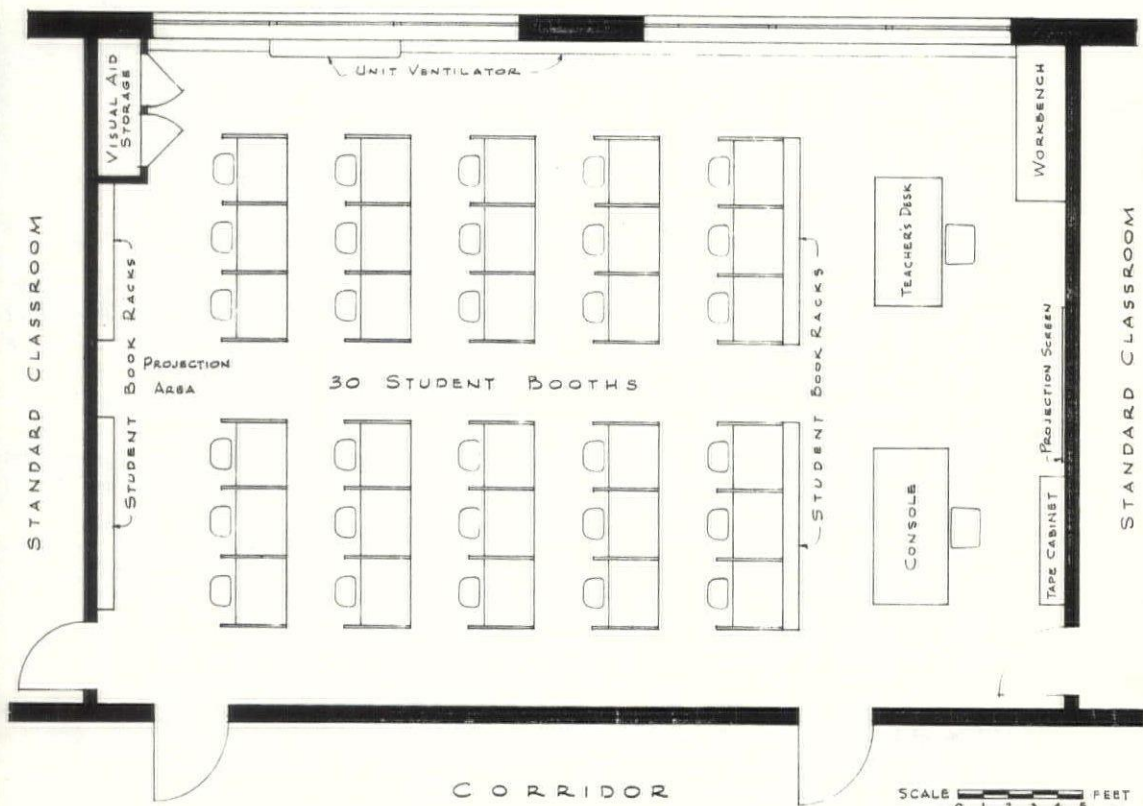 UNIT VENTILATOR
VISUAL AID
STORAGE
WORKBENCH
STANDARD CLASSROOM
STUDENT BOOK RACKS
PROJECTION
AREA
30 STUDENT BOOTHS
STUDENT BOOK RACKS
TEACHER'S DESK
PROJECTION SCREEN
CONSOLE
TAPE CABINET
STANDARD CLASSROOM
CORRIDOR
SCALE FEET
0 1 2 3 4 5